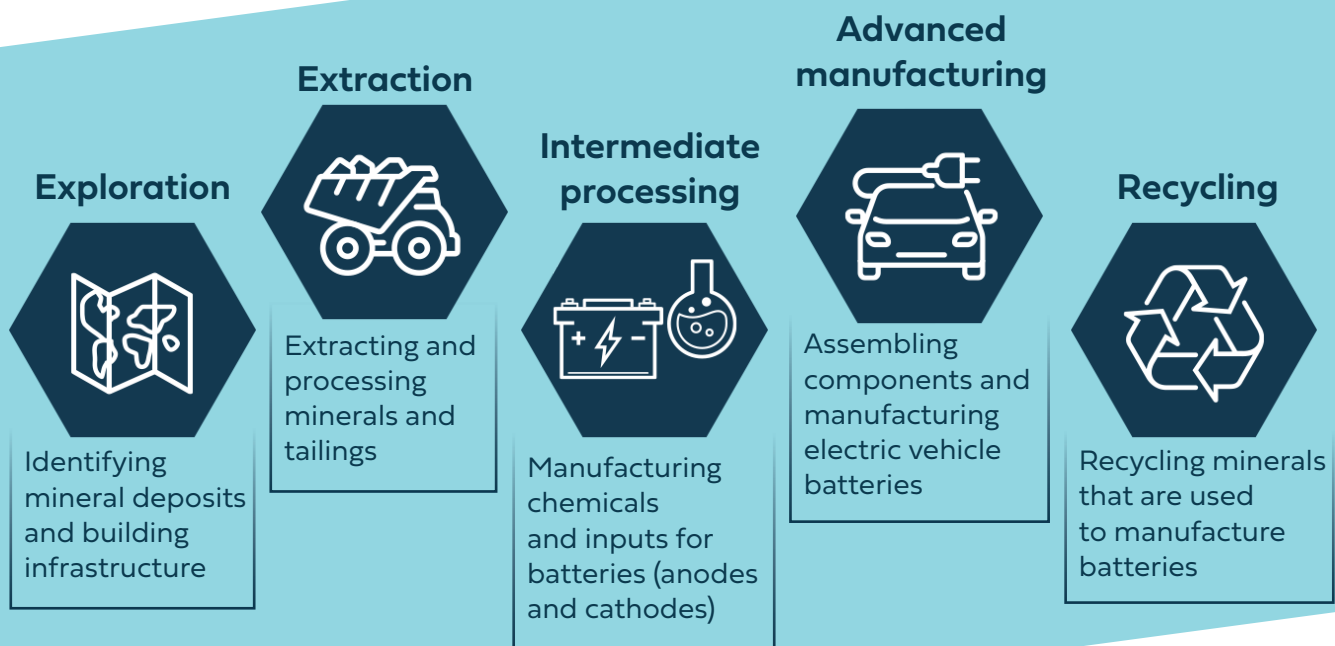 Exploration
Identifying
mineral deposits
and building
infrastructure
Extraction
Extracting and
processing
minerals and
tailings
Intermediate
processing
+ −
Manufacturing
chemicals
and inputs for
batteries (anodes
and cathodes)
Advanced
manufacturing
Assembling
components and
manufacturing
electric vehicle
batteries
Recycling
Recycling minerals
that are used
to manufacture
batteries